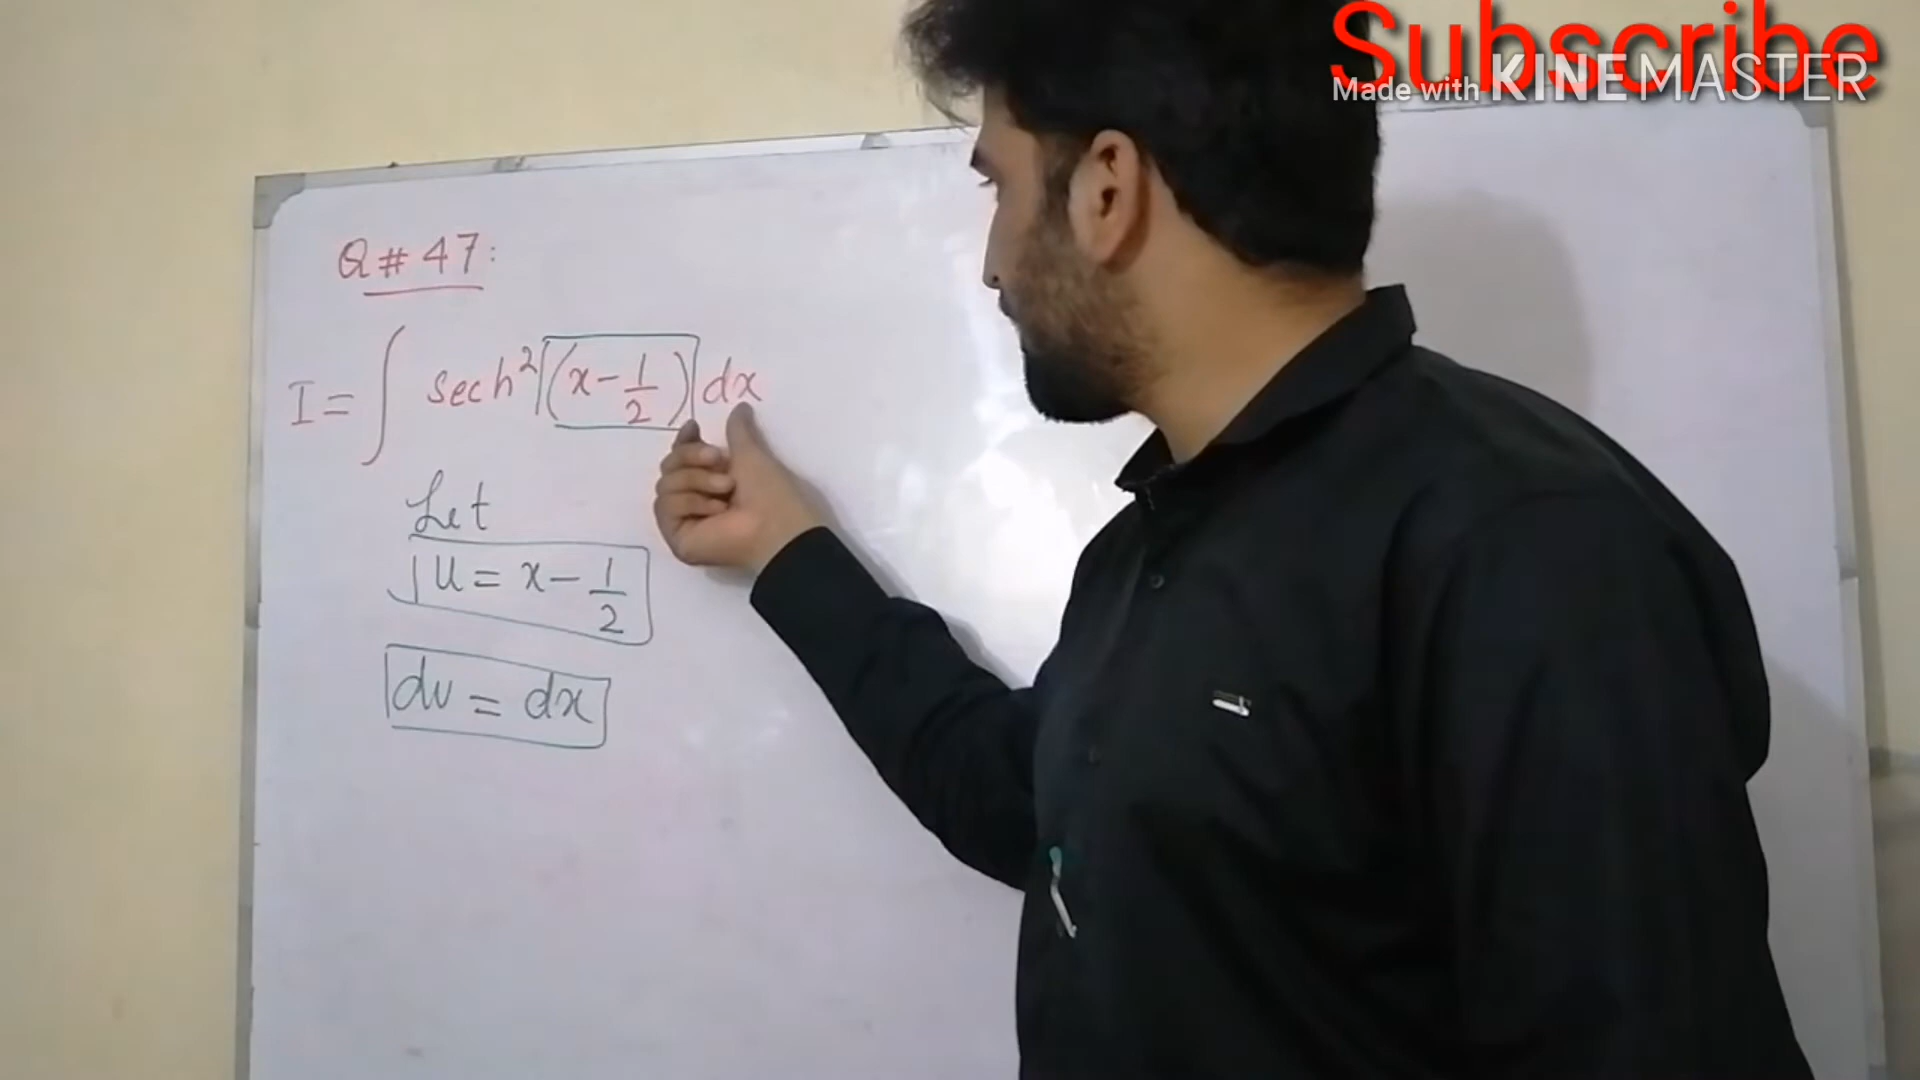 Subscribe
Made with KINEMASTER
Q # 47:
I = ∫ sech² (x - 1/2) dx
Let
u = x - 1/2
du = dx